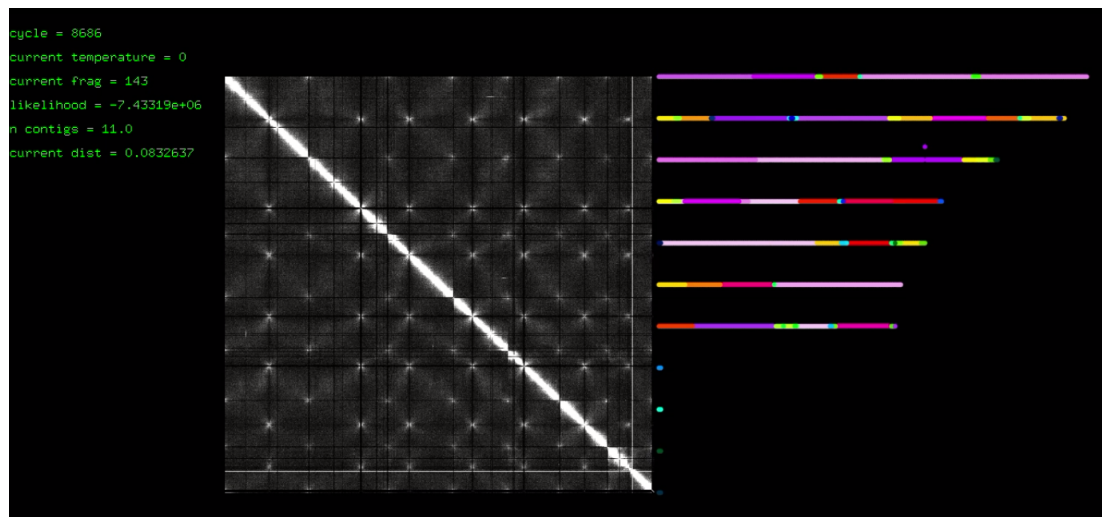 cycle = 8686
current temperature = 0
current frag = 143
likelihood = -7.43319e+06
n contigs = 11.0
current dist = 0.0832637